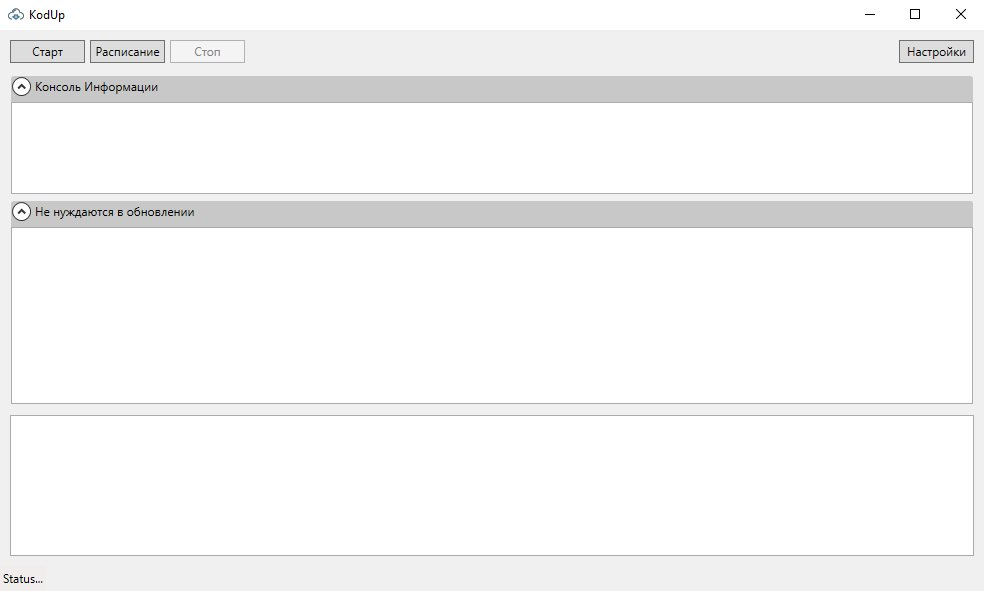 KodUp
Старт Расписание Стоп Настройки
Консоль Информации
Не нуждаются в обновлении
Status...